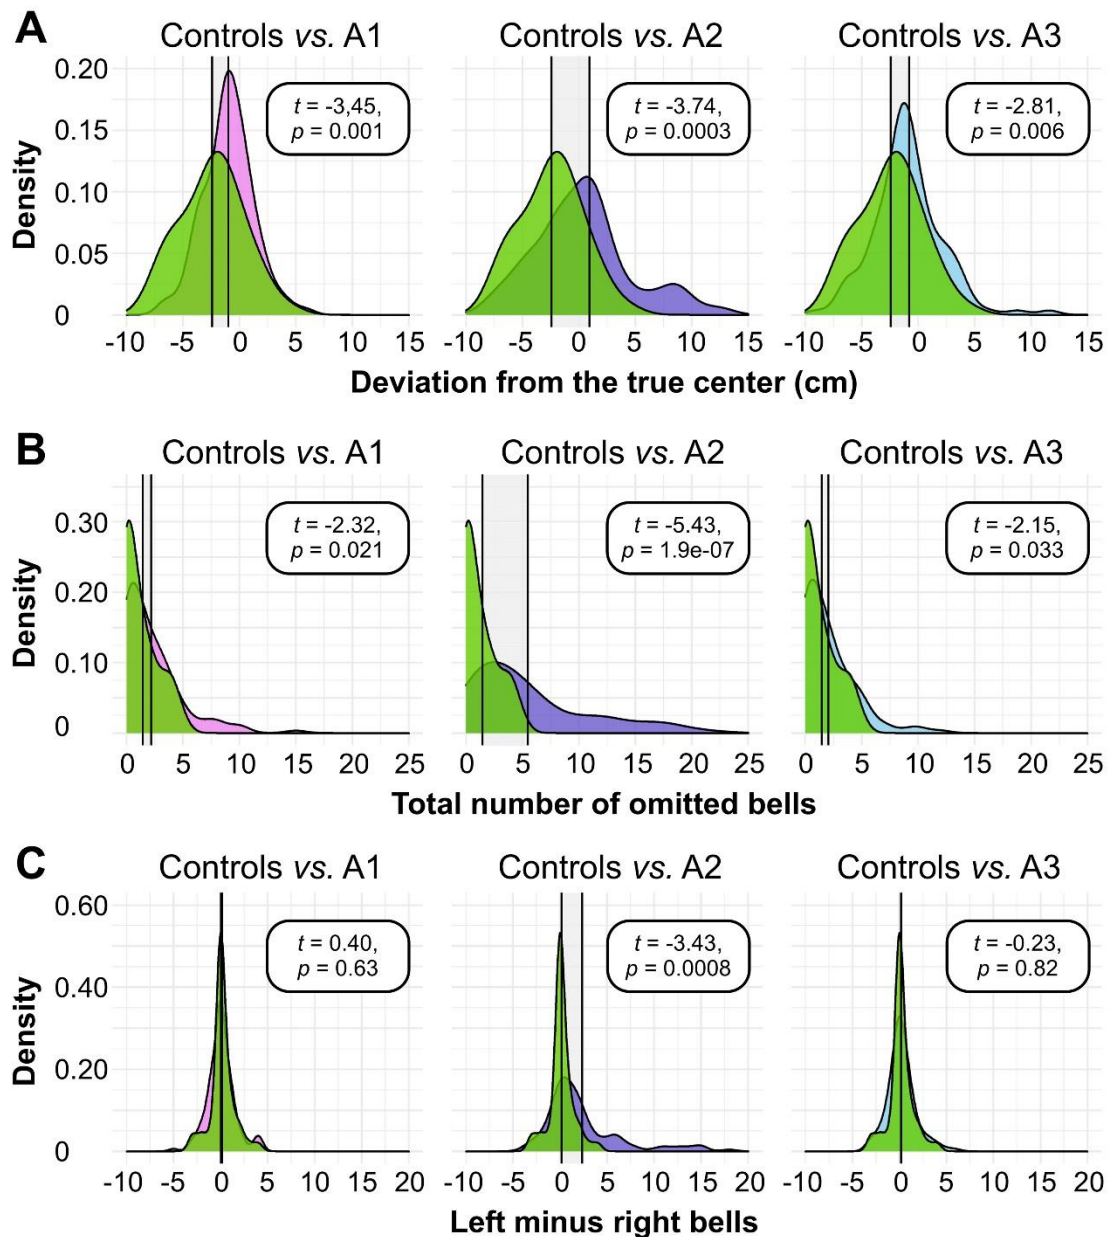 A
Controls vs. A1
Controls vs. A2
Controls vs. A3
Density
0.20
0.15
0.10
0.05
0
t = -3,45,
p = 0.001
t = -3.74,
p = 0.0003
t = -2.81,
p = 0.006
-10 -5 0 5 10 15
-10 -5 0 5 10 15
-10 -5 0 5 10 15
Deviation from the true center (cm)
B
Controls vs. A1
Controls vs. A2
Controls vs. A3
Density
0.30
0.20
0.10
0
t = -2.32,
p = 0.021
t = -5.43,
p = 1.9e-07
t = -2.15,
p = 0.033
0 5 10 15 20 25
0 5 10 15 20 25
0 5 10 15 20 25
Total number of omitted bells
C
Controls vs. A1
Controls vs. A2
Controls vs. A3
Density
0.60
0.40
0.20
0
t = 0.40,
p = 0.63
t = -3.43,
p = 0.0008
t = -0.23,
p = 0.82
-10 -5 0 5 10 15 20
-10 -5 0 5 10 15 20
-10 -5 0 5 10 15 20
Left minus right bells